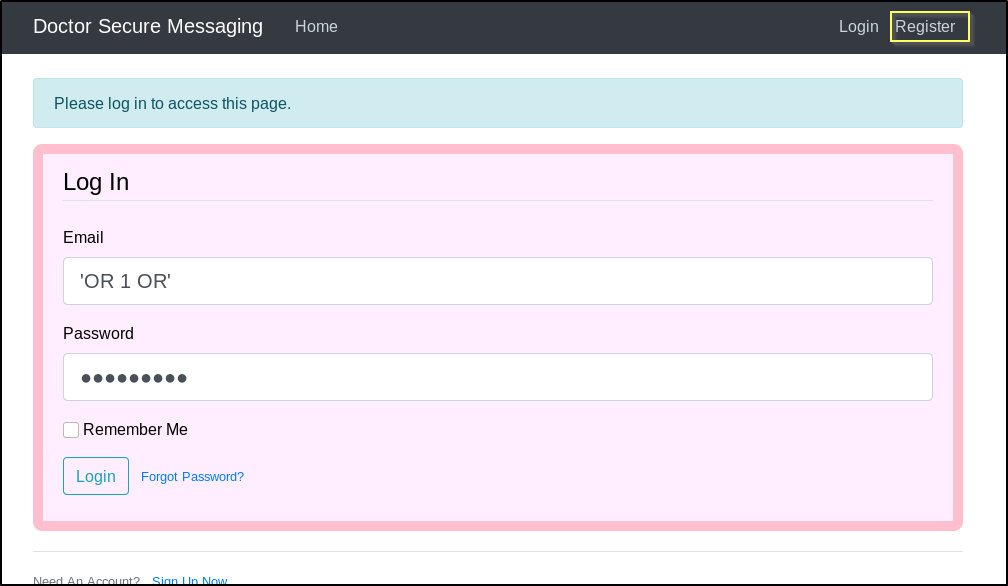 Doctor Secure Messaging Home Login Register
Please log in to access this page.
Log In
Email
'OR 1 OR'
Password
●●●●●●●●●
Remember Me
Login Forgot Password?
Need An Account? Sign Up Now